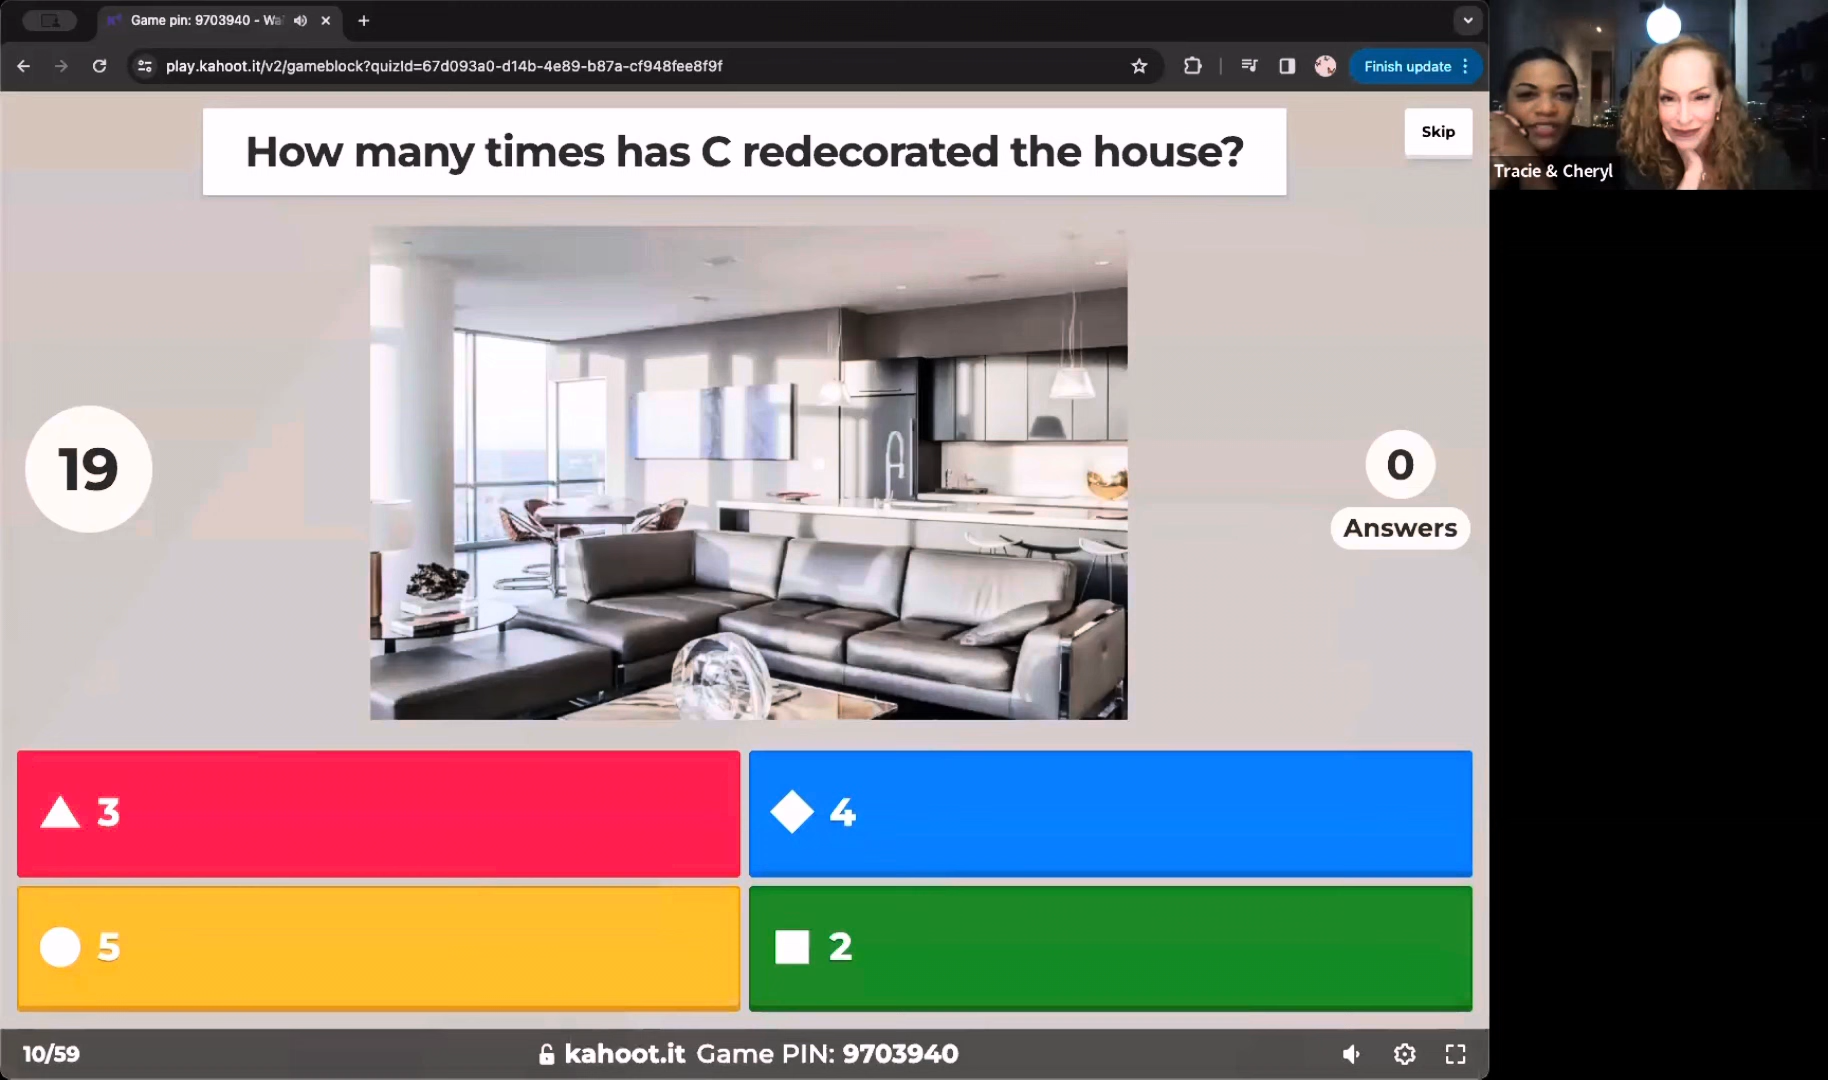 Game pin: 9703940 - Wai
play.kahoot.it/v2/gameblock?quizId=67d093a0-d14b-4e89-b87a-cf948fee8f9f
Finish update
How many times has C redecorated the house?
Skip
Tracie & Cheryl
19
0
Answers
3
4
5
2
10/59
kahoot.it Game PIN: 9703940